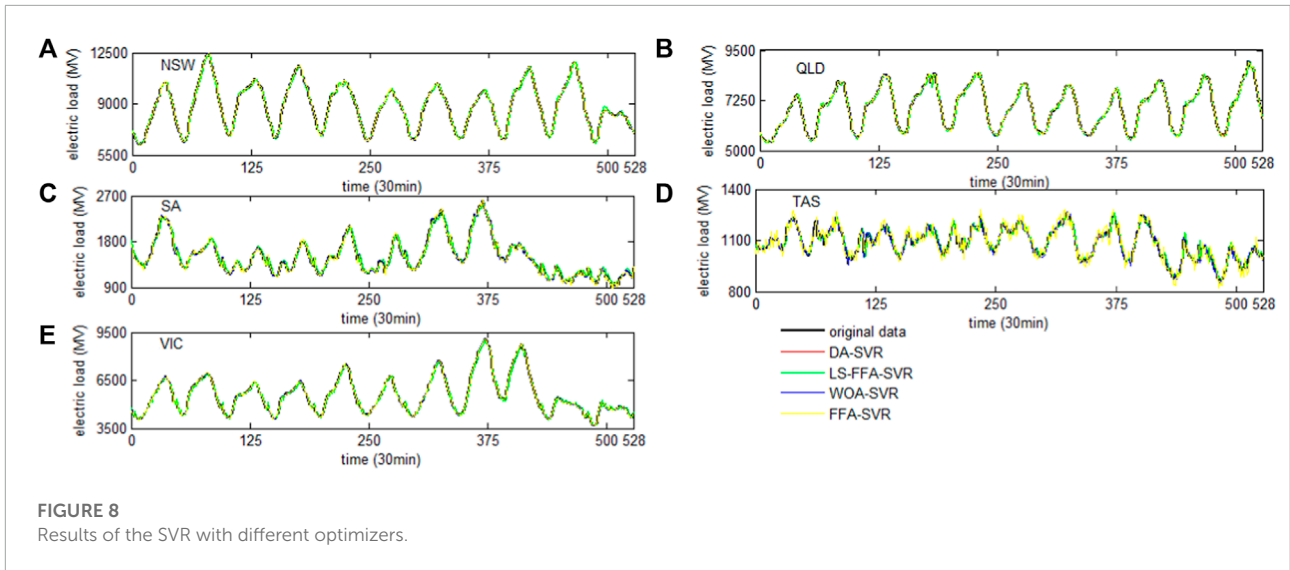 A
electric load (MV)
12500
9000
5500
NSW
0 125 250 375 500 528
time (30min)
B
electric load (MV)
9500
7250
5000
QLD
0 125 250 375 500 528
time (30min)
C
electric load (MV)
2700
1800
900
SA
0 125 250 375 500 528
time (30min)
D
electric load (MV)
1400
1100
800
TAS
0 125 250 375 500 528
time (30min)
E
electric load (MV)
9500
6500
3500
VIC
0 125 250 375 500 528
time (30min)
original data
DA-SVR
LS-FFA-SVR
WOA-SVR
FFA-SVR
FIGURE 8
Results of the SVR with different optimizers.